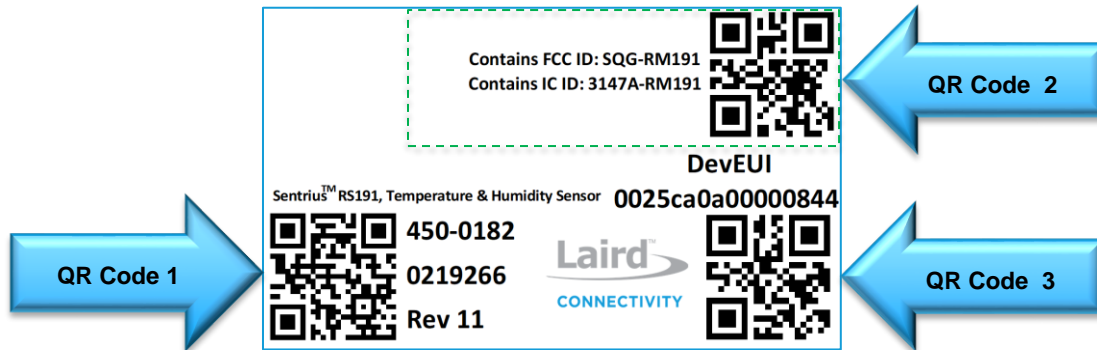 Contains FCC ID: SQG-RM191
Contains IC ID: 3147A-RM191
QR Code 2
DevEUI
Sentrius™ RS191, Temperature & Humidity Sensor
0025ca0a00000844
QR Code 1
450-0182
0219266
Rev 11
Laird™
CONNECTIVITY
QR Code 3